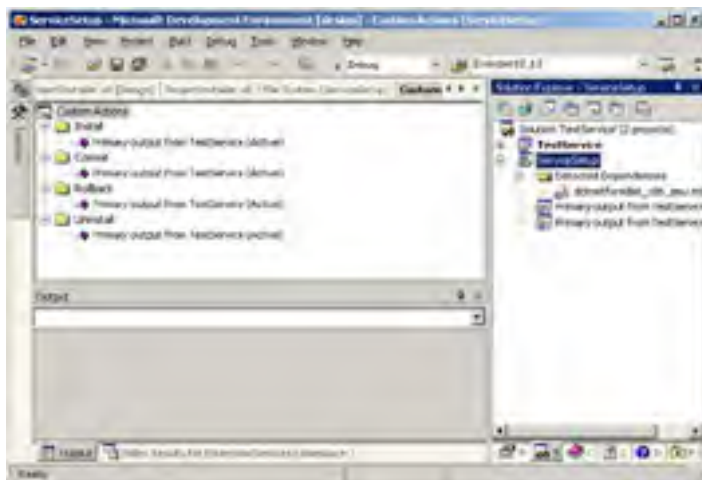 ServiceSetup - Microsoft Development Environment [design] - Custom Actions (ServiceSetup)
File Edit View Project Build Debug Tools Window Help
Debug
Custom
Custom Actions
Install
Primary output from TestService (Active)
Commit
Primary output from TestService (Active)
Rollback
Primary output from TestService (Active)
Uninstall
Primary output from TestService (Active)
Output
Output
Ready
Solution Explorer - ServiceSetup
Solution 'TestService' (2 projects)
TestService
ServiceSetup
Detected Dependencies
Primary output from TestService
Primary output from TestService